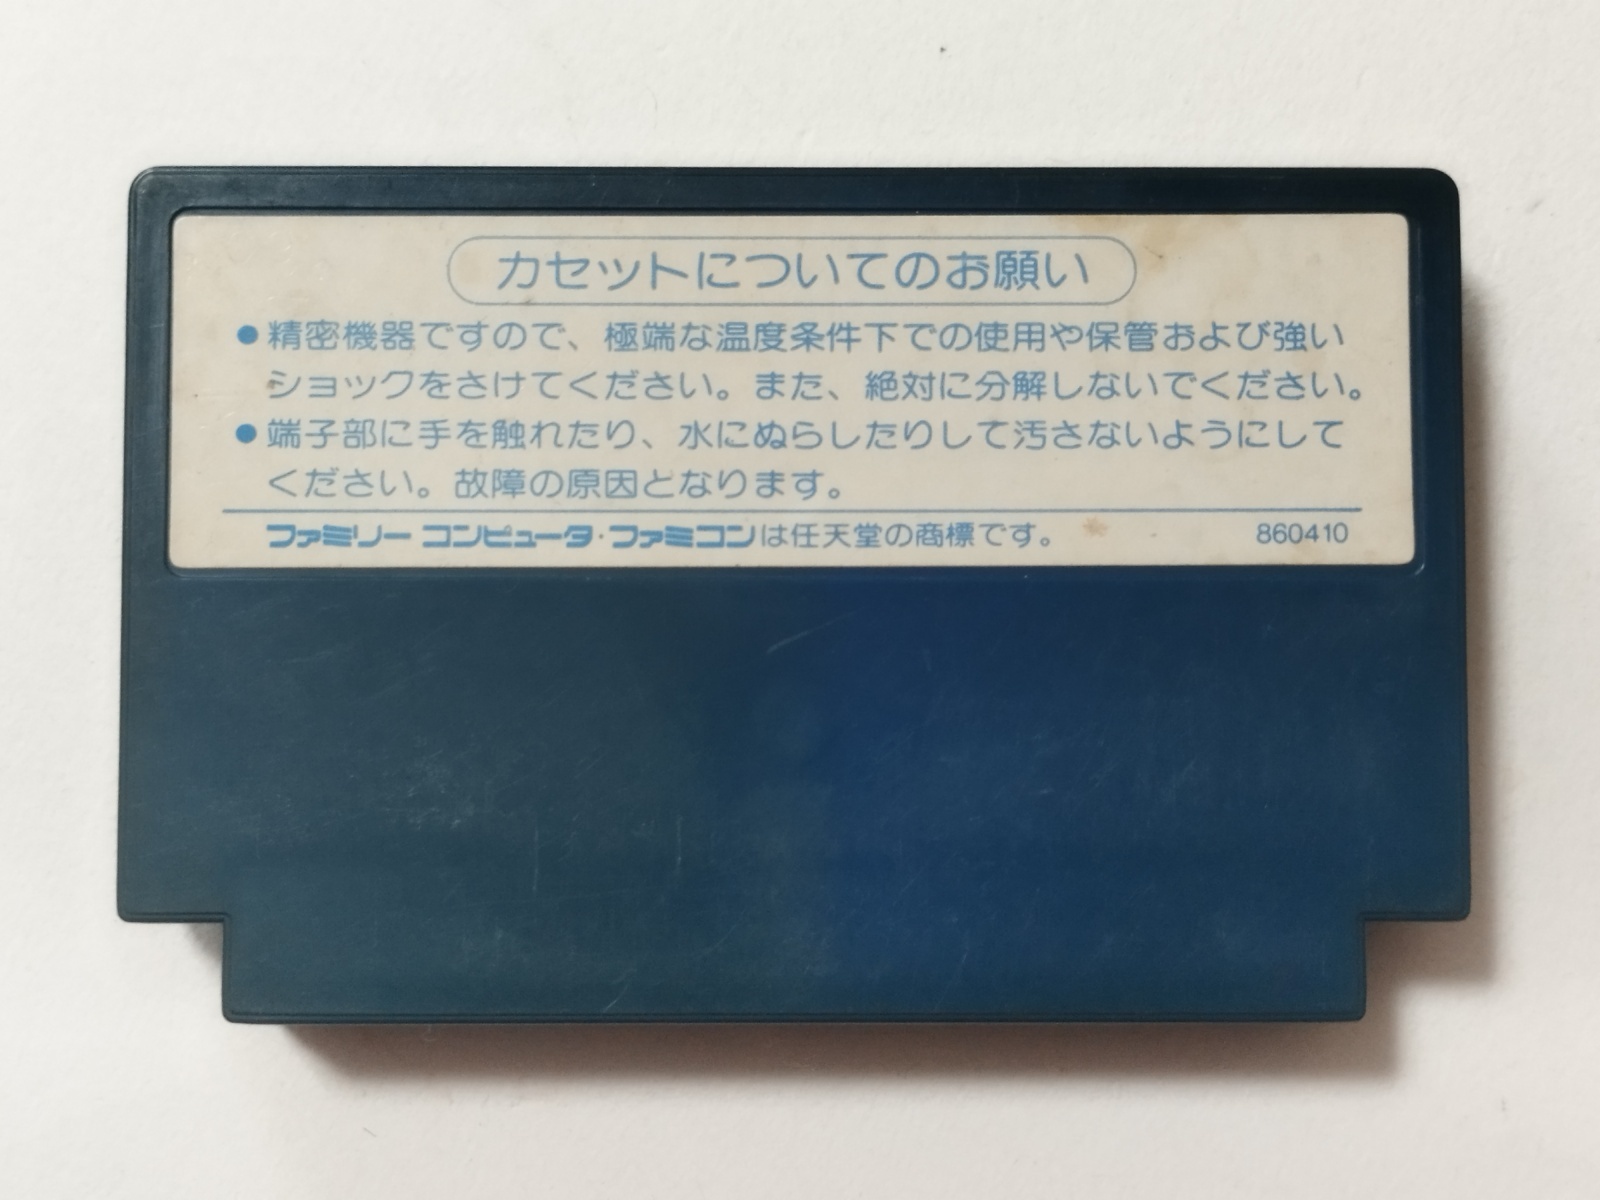 カセットについてのお願い
●精密機器ですので、極端な温度条件下での使用や保管および強い
ショックをさけてください。また、絶対に分解しないでください。
●端子部に手を触れたり、水にぬらしたりして汚さないようにして
ください。故障の原因となります。
ファミリー コンピュータ・ファミコンは任天堂の商標です。 860410